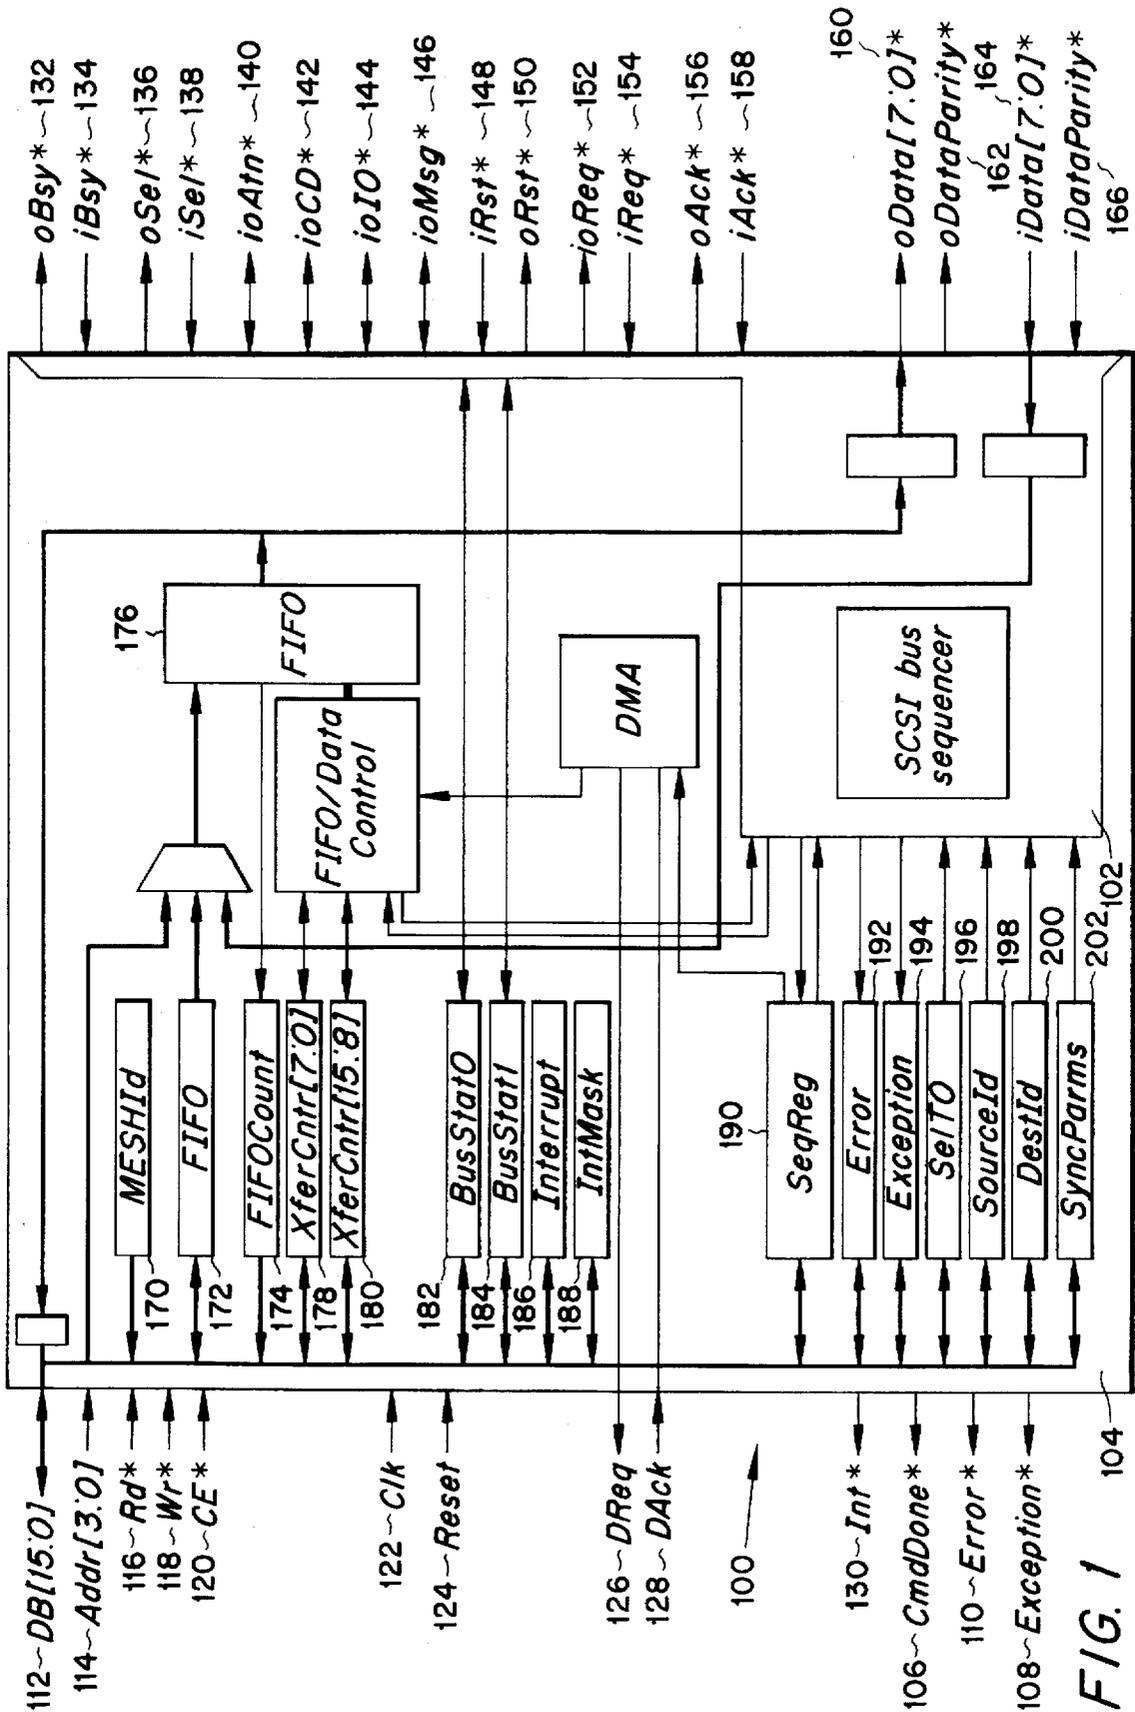 112 DB[15:0]
114 Addr[3:0]
116 Rd*
118 Wr*
120 CE*
122 Clk
124 Reset
126 DReq
128 DAck
100
130 Int*
106 CmdDone*
110 Error*
108 Exception*
104
MESHId
170
FIFO
172
FIFOCount
174
XferCntr[7:0]
178
XferCntr[15:8]
180
BusStat0
182
BusStat1
184
Interrupt
186
IntMask
188
190
SeqReg
Error
192
Exception
194
SelTO
196
SourceId
198
DestId
200
SyncParms
202
176
FIFO
FIFO/Data
Control
DMA
SCSI bus
sequencer
102
oBsy* 132
iBsy* 134
oSel* 136
iSel* 138
ioAtn* 140
ioCD* 142
ioIO* 144
ioMsg* 146
iRst* 148
oRst* 150
ioReq* 152
iReq* 154
oAck* 156
iAck* 158
oData[7:0]*
160
oDataParity*
162
iData[7:0]*
164
iDataParity*
166
FIG. 1